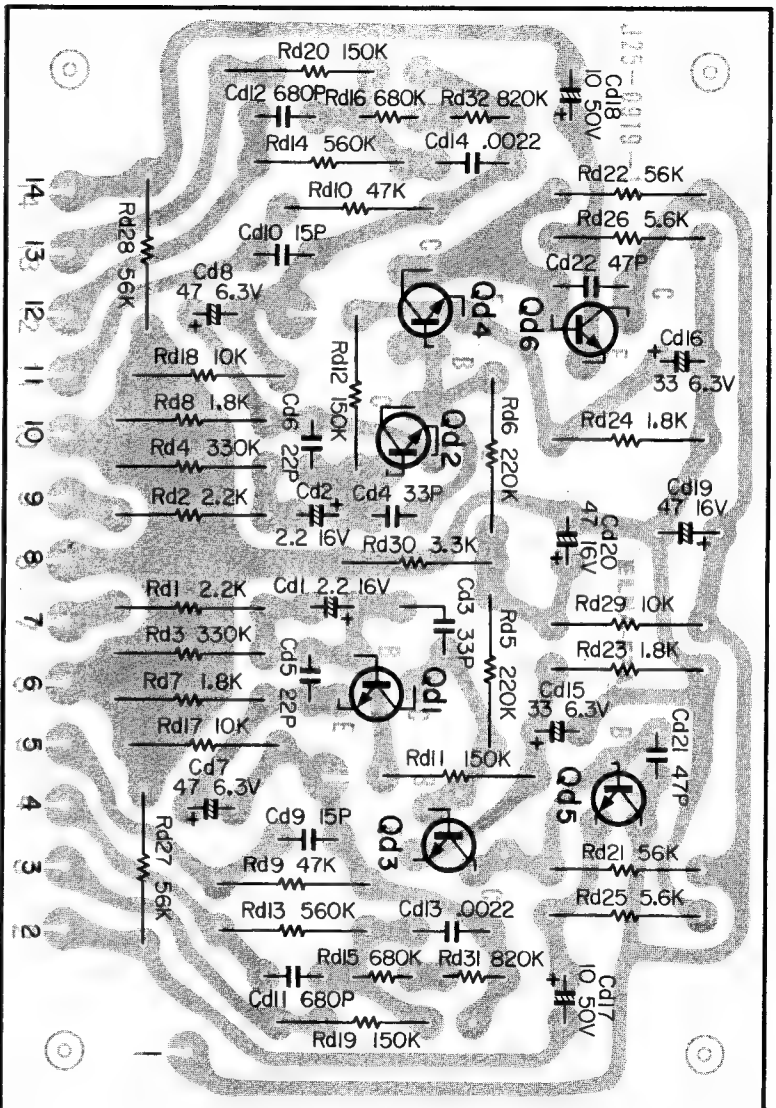 Rd20 150K
Cd12 680P
Rd16 680K
Rd32 820K
Cd18
10 50V
+
Rd14 560K
Cd14 .0022
Rd22 56K
14
Rd10 47K
Rd26 5.6K
13
Rd28 56K
Cd10 15P
C
Cd22 47P
C
Cd8
47 6.3V
+
12
Qd4
Qd6
E
Cd16
33 6.3V
+
Rd18 10K
11
Rd12 150K
B
Rd8 1.8K
Cd6
22P
C
Qd2
Rd6 220K
Rd24 1.8K
10
Rd4 330K
9
Rd2 2.2K
Cd2
2.2 16V
+
Cd4 33P
Cd20
47 16V
+
Cd19
47 16V
+
8
Rd30 3.3K
7
Rd1 2.2K
Cd1 2.2 16V
+
Cd3
33P
Rd5 220K
Rd29 10K
Rd3 330K
B
Rd23 1.8K
6
Rd7 1.8K
Cd5
22P
E
Qd1
C
Cd15
33 6.3V
+
B
Cd21
47P
5
Rd17 10K
Rd11 150K
4
Cd7
47 6.3V
+
B
Qd5
3
Rd27 56K
Cd9 15P
Qd3
Rd9 47K
Rd21 56K
2
Rd13 560K
Cd13 .0022
C
Rd25 5.6K
Rd15 680K
Rd31 820K
Cd11 680P
Cd17
10 50V
+
Rd19 150K
1